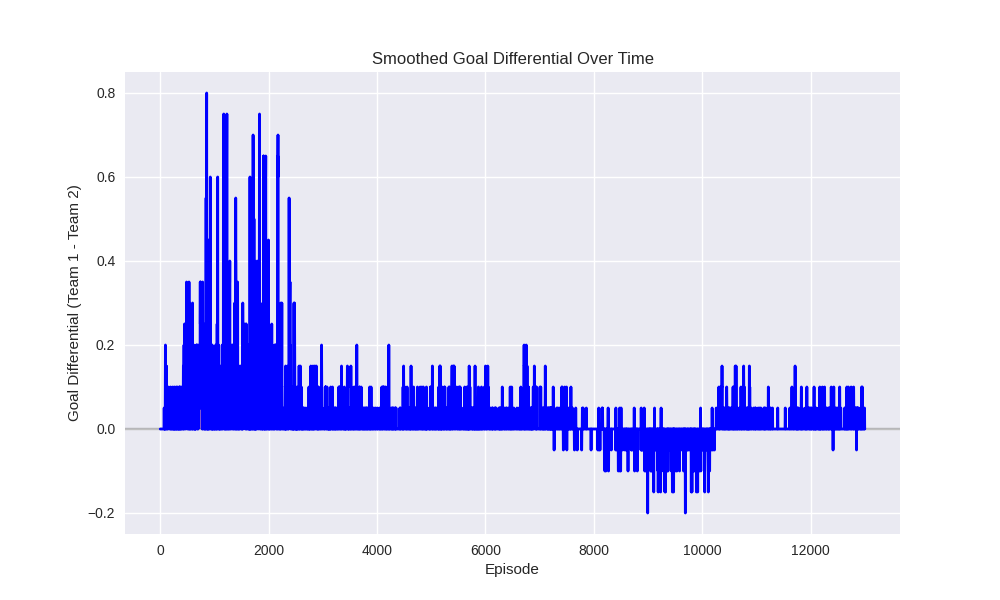 Smoothed Goal Differential Over Time
Goal Differential (Team 1 - Team 2)
0.8
0.6
0.4
0.2
0.0
−0.2
0 2000 4000 6000 8000 10000 12000
Episode